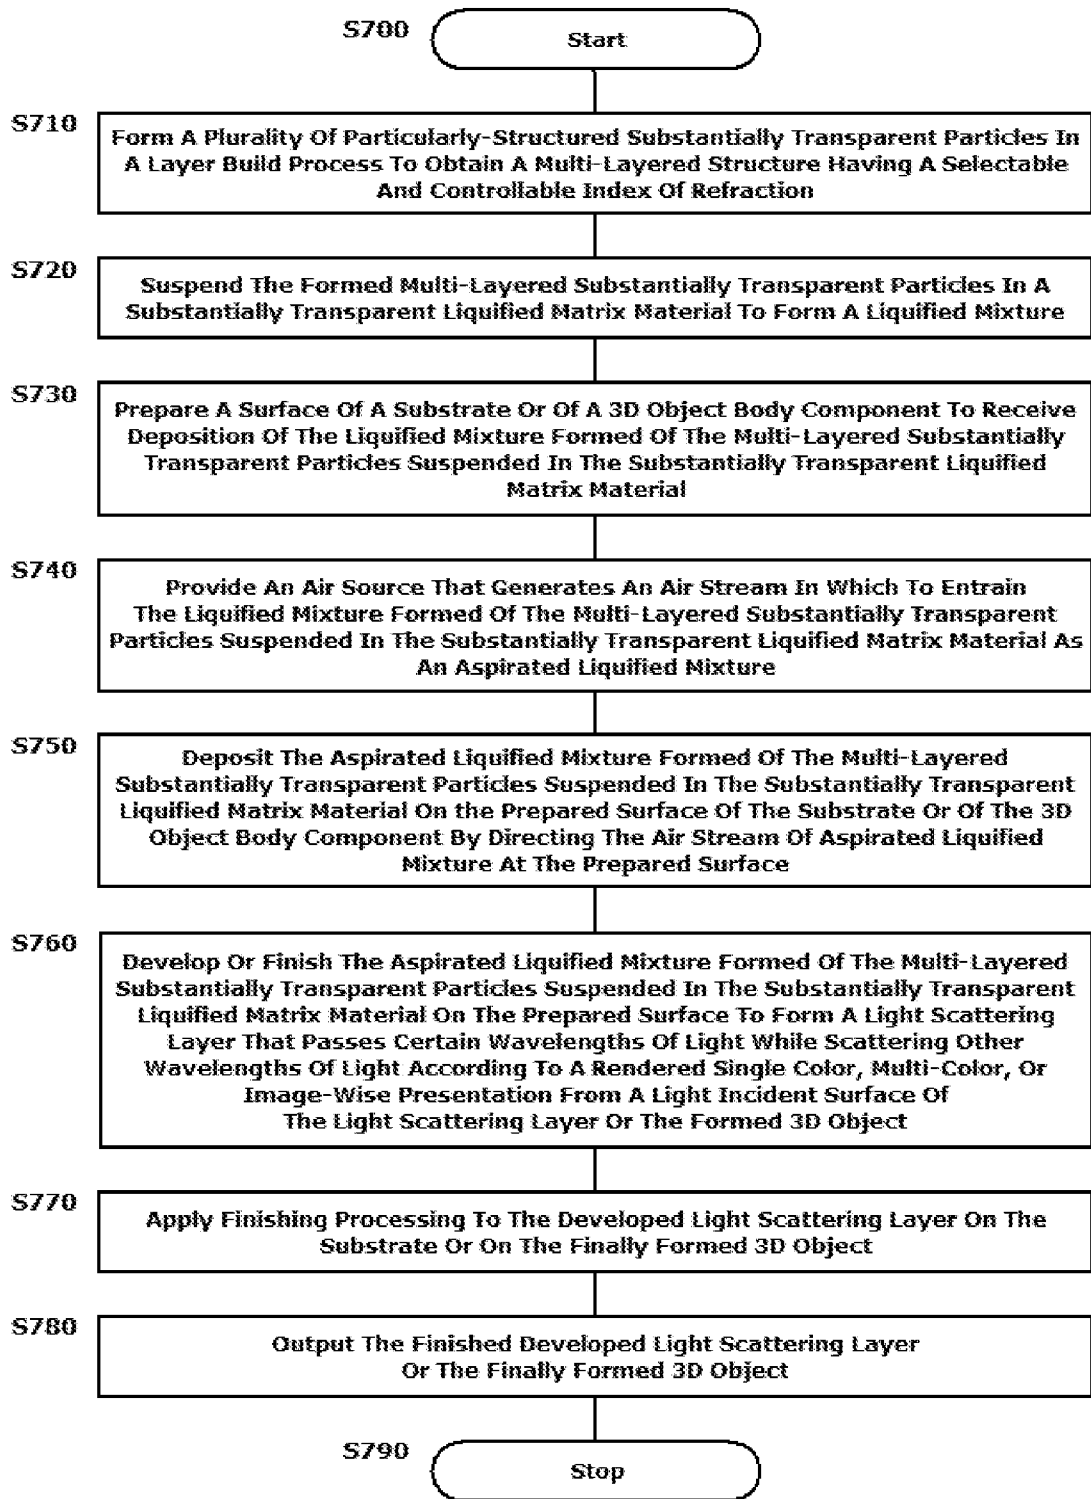 S700
Start
S710
Form A Plurality Of Particularly-Structured Substantially Transparent Particles In
A Layer Build Process To Obtain A Multi-Layered Structure Having A Selectable
And Controllable Index Of Refraction
S720
Suspend The Formed Multi-Layered Substantially Transparent Particles In A
Substantially Transparent Liquified Matrix Material To Form A Liquified Mixture
S730
Prepare A Surface Of A Substrate Or Of A 3D Object Body Component To Receive
Deposition Of The Liquified Mixture Formed Of The Multi-Layered Substantially
Transparent Particles Suspended In The Substantially Transparent Liquified
Matrix Material
S740
Provide An Air Source That Generates An Air Stream In Which To Entrain
The Liquified Mixture Formed Of The Multi-Layered Substantially Transparent
Particles Suspended In The Substantially Transparent Liquified Matrix Material As
An Aspirated Liquified Mixture
S750
Deposit The Aspirated Liquified Mixture Formed Of The Multi-Layered
Substantially Transparent Particles Suspended In The Substantially Transparent
Liquified Matrix Material On the Prepared Surface Of The Substrate Or Of The 3D
Object Body Component By Directing The Air Stream Of Aspirated Liquified
Mixture At The Prepared Surface
S760
Develop Or Finish The Aspirated Liquified Mixture Formed Of The Multi-Layered
Substantially Transparent Particles Suspended In The Substantially Transparent
Liquified Matrix Material On The Prepared Surface To Form A Light Scattering
Layer That Passes Certain Wavelengths Of Light While Scattering Other
Wavelengths Of Light According To A Rendered Single Color, Multi-Color, Or
Image-Wise Presentation From A Light Incident Surface Of
The Light Scattering Layer Or The Formed 3D Object
S770
Apply Finishing Processing To The Developed Light Scattering Layer On The
Substrate Or On The Finally Formed 3D Object
S780
Output The Finished Developed Light Scattering Layer
Or The Finally Formed 3D Object
S790
Stop